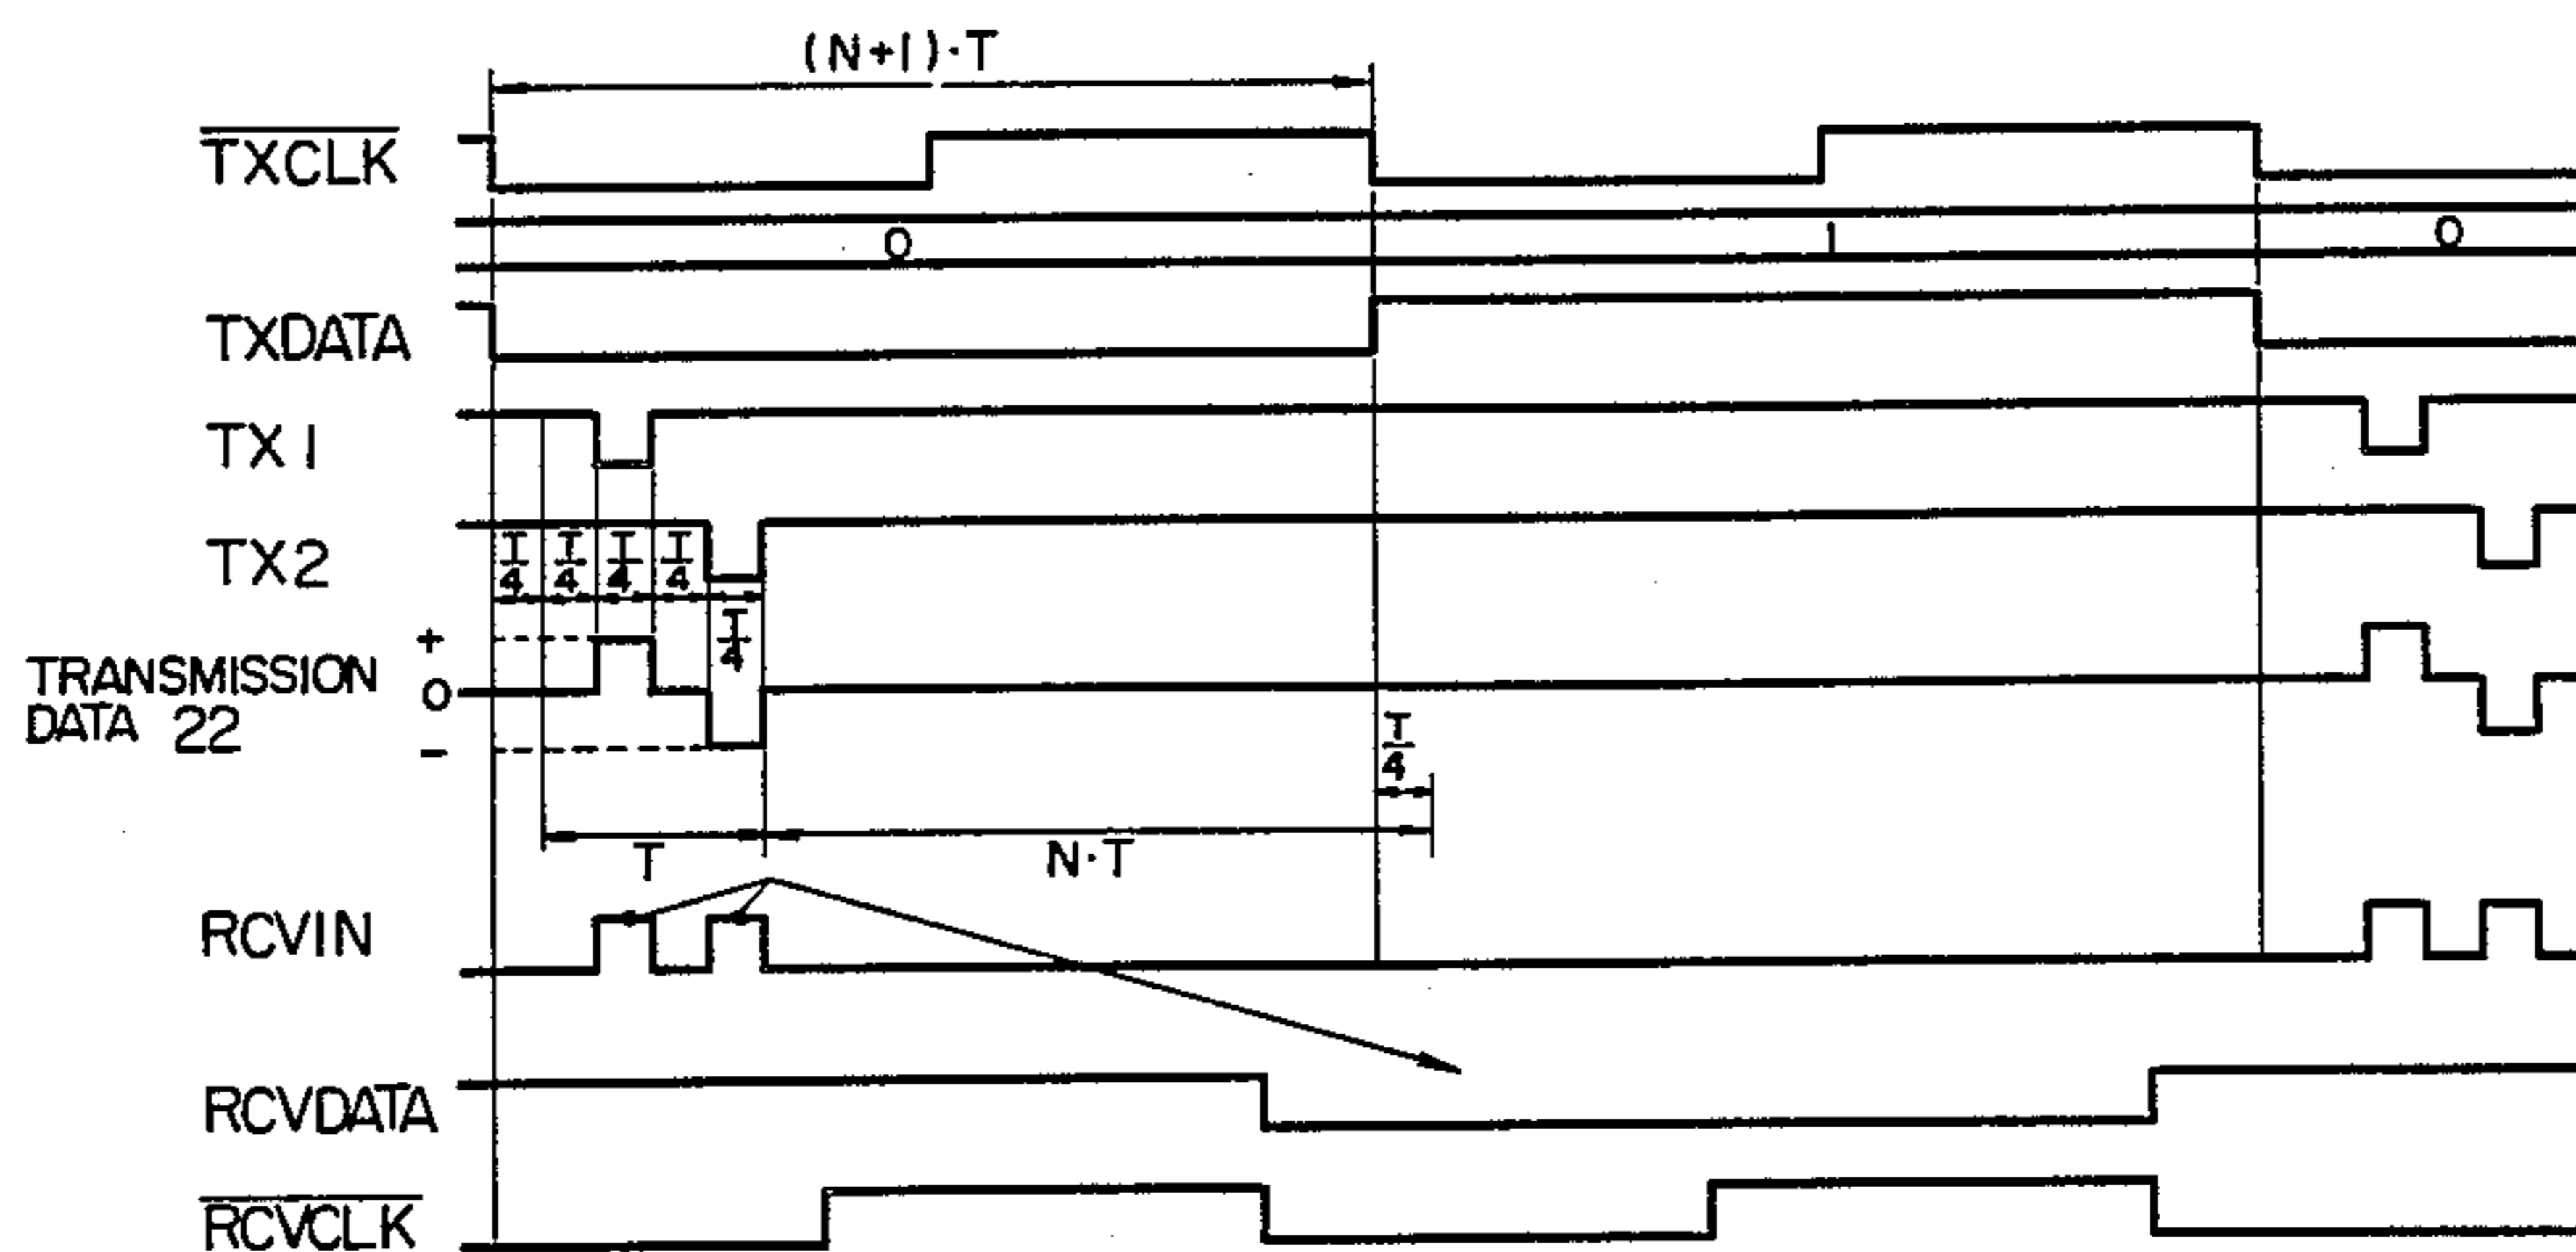 (N+1)·T
TXCLK
0 1 0
TXDATA
TX1
TX2
T/4 T/4 T/4 T/4
T/4
+
TRANSMISSION
DATA 22
0
-
T/4
T
N·T
RCVIN
RCVDATA
RCVCLK